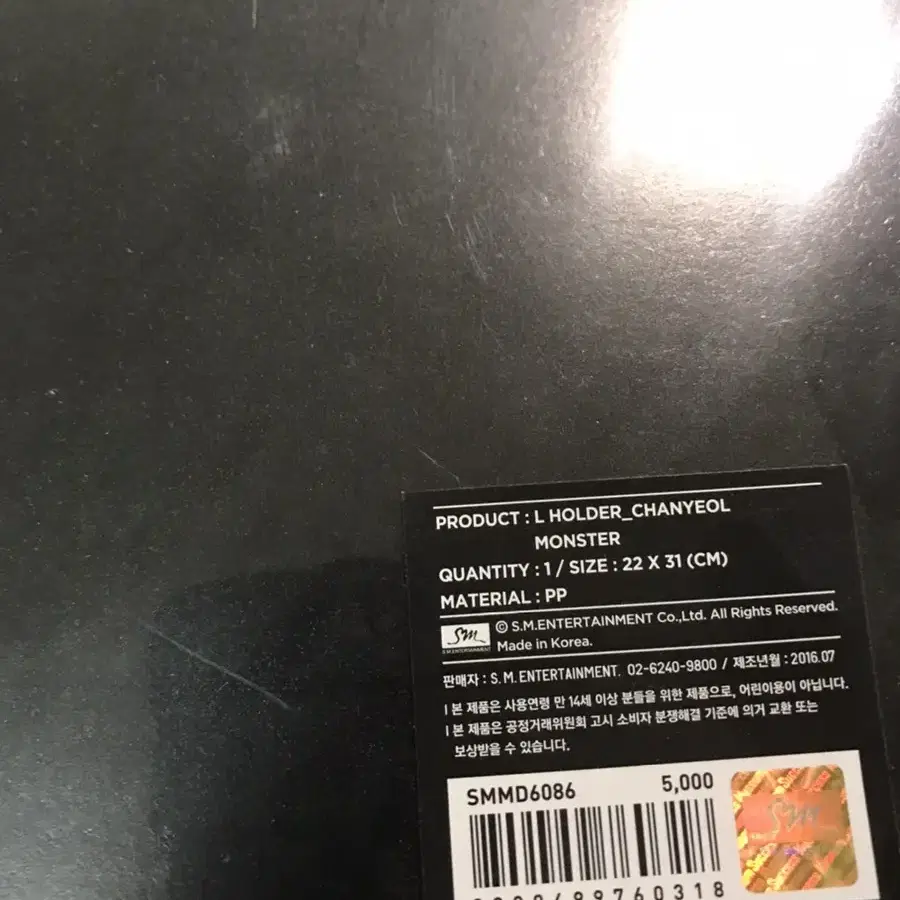 PRODUCT : L HOLDER_CHANYEOL
MONSTER
QUANTITY : 1 / SIZE : 22 X 31 (CM)
MATERIAL : PP
SM
S.M.ENTERTAINMENT
© S.M.ENTERTAINMENT Co.,Ltd. All Rights Reserved.
Made in Korea.
판매자 : S.M.ENTERTAINMENT. 02-6240-9800 / 제조년월 : 2016.07
| 본 제품은 사용연령 만 14세 이상 분들을 위한 제품으로, 어린이용이 아닙니다.
| 본 제품은 공정거래위원회 고시 소비자 분쟁해결 기준에 의거 교환 또는
보상받을 수 있습니다.
SMMD6086 5,000
SM